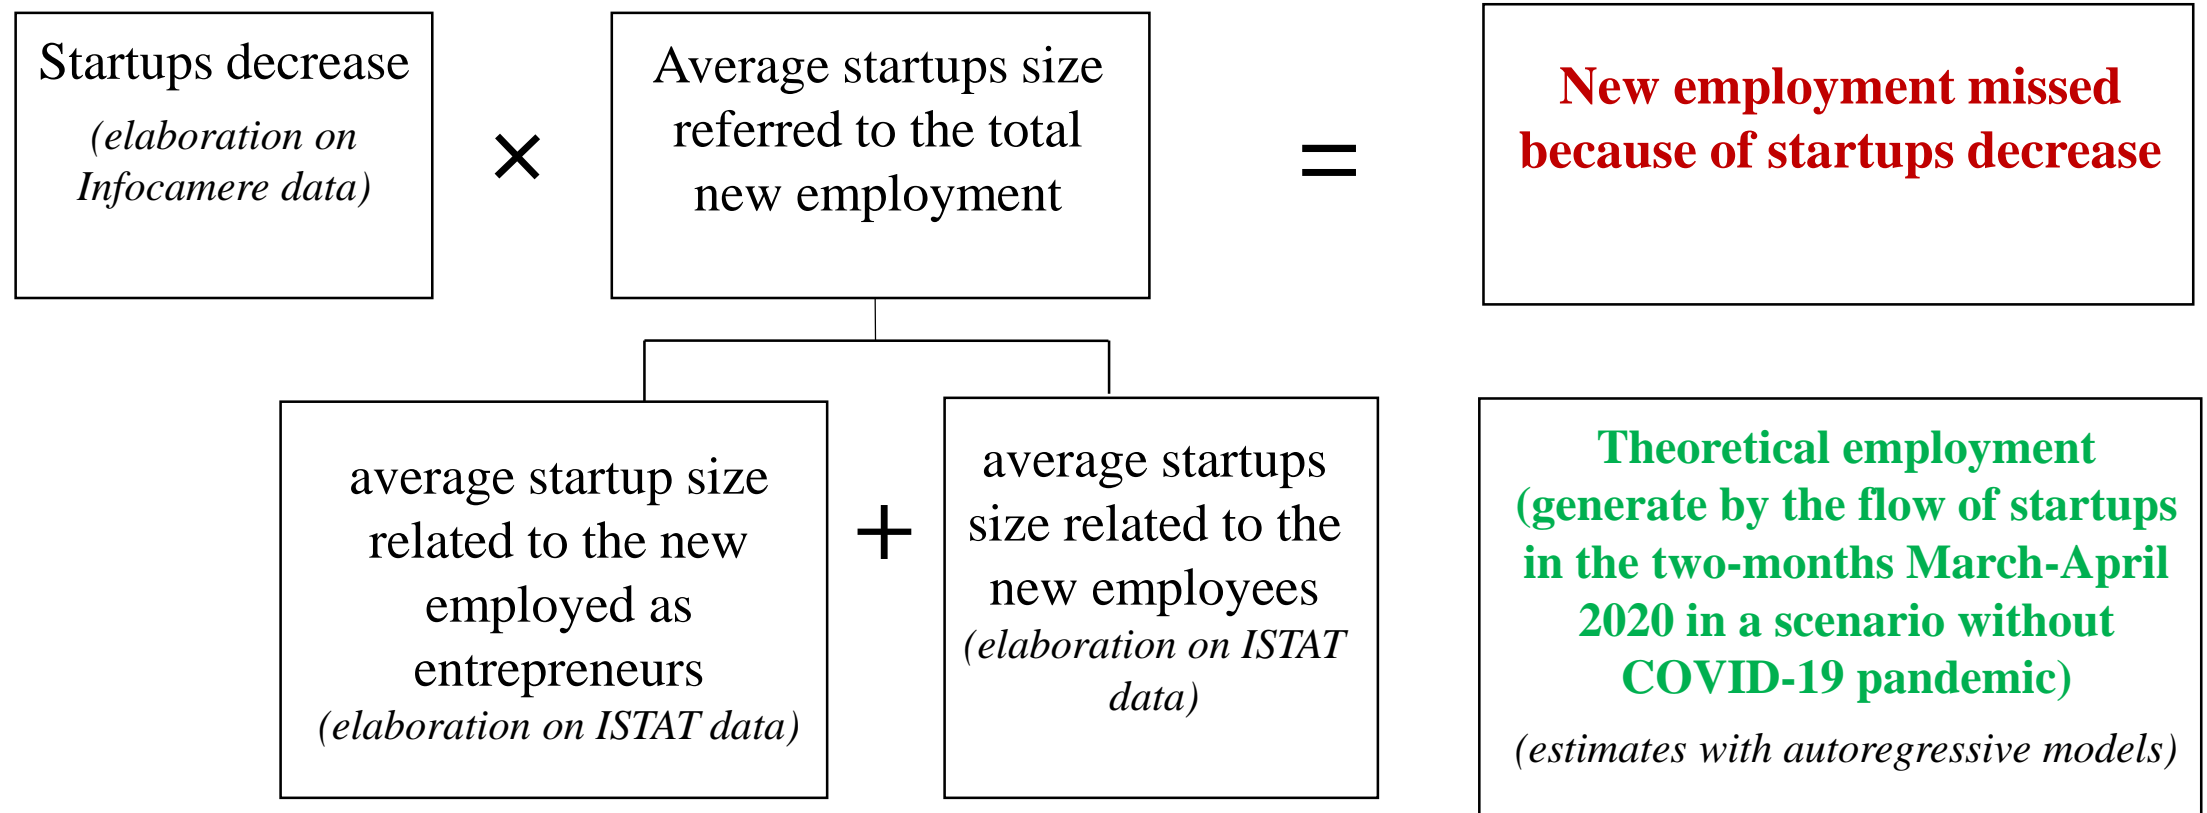 Startups decrease
(elaboration on
Infocamere data)
×
Average startups size
referred to the total
new employment
=
New employment missed
because of startups decrease
average startup size
related to the new
employed as
entrepreneurs
(elaboration on ISTAT data)
+
average startups
size related to the
new employees
(elaboration on ISTAT
data)
Theoretical employment
(generate by the flow of startups
in the two-months March-April
2020 in a scenario without
COVID-19 pandemic)
(estimates with autoregressive models)